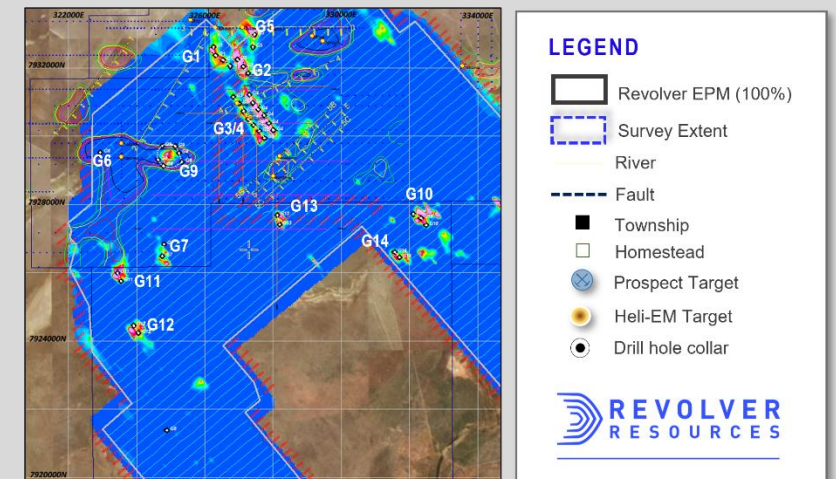 322000E 326000E 330000E 334000E
G5
G1
7932000N
G2
G3/4
G6
G9
7928000N
G13
G10
G7
G14
G11
G12
7924000N
7920000N
LEGEND
Revolver EPM (100%)
Survey Extent
River
Fault
Township
Homestead
Prospect Target
Heli-EM Target
Drill hole collar
REVOLVER
RESOURCES